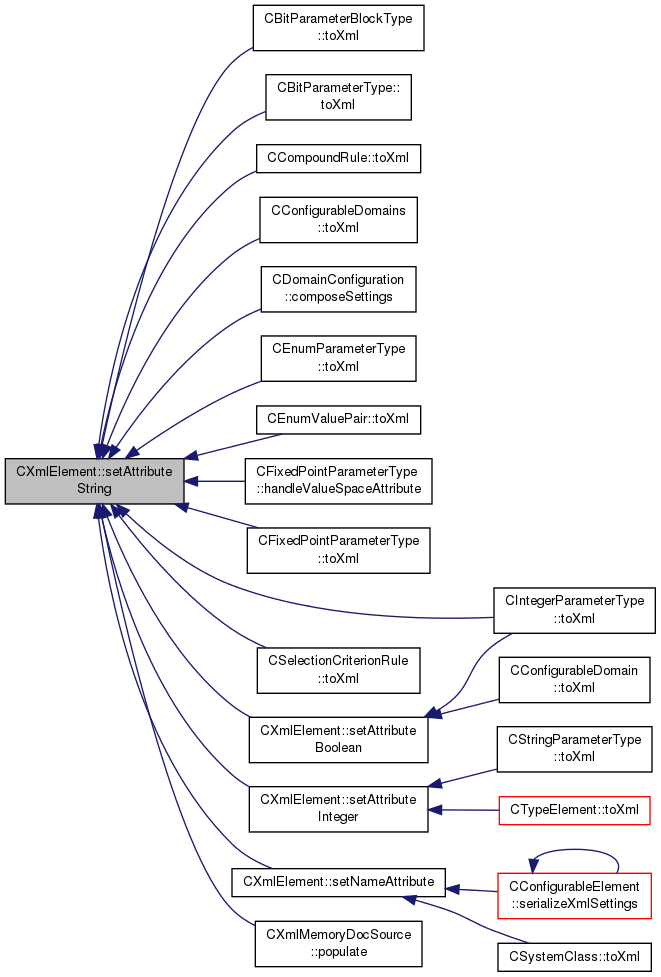 CBitParameterBlockType
::toXml
CBitParameterType::
toXml
CCompoundRule::toXml
CConfigurableDomains
::toXml
CDomainConfiguration
::composeSettings
CEnumParameterType
::toXml
CEnumValuePair::toXml
CXmlElement::setAttribute
String
CFixedPointParameterType
::handleValueSpaceAttribute
CFixedPointParameterType
::toXml
CIntegerParameterType
::toXml
CSelectionCriterionRule
::toXml
CConfigurableDomain
::toXml
CXmlElement::setAttribute
Boolean
CStringParameterType
::toXml
CXmlElement::setAttribute
Integer
CTypeElement::toXml
CXmlElement::setNameAttribute
CConfigurableElement
::serializeXmlSettings
CXmlMemoryDocSource
::populate
CSystemClass::toXml